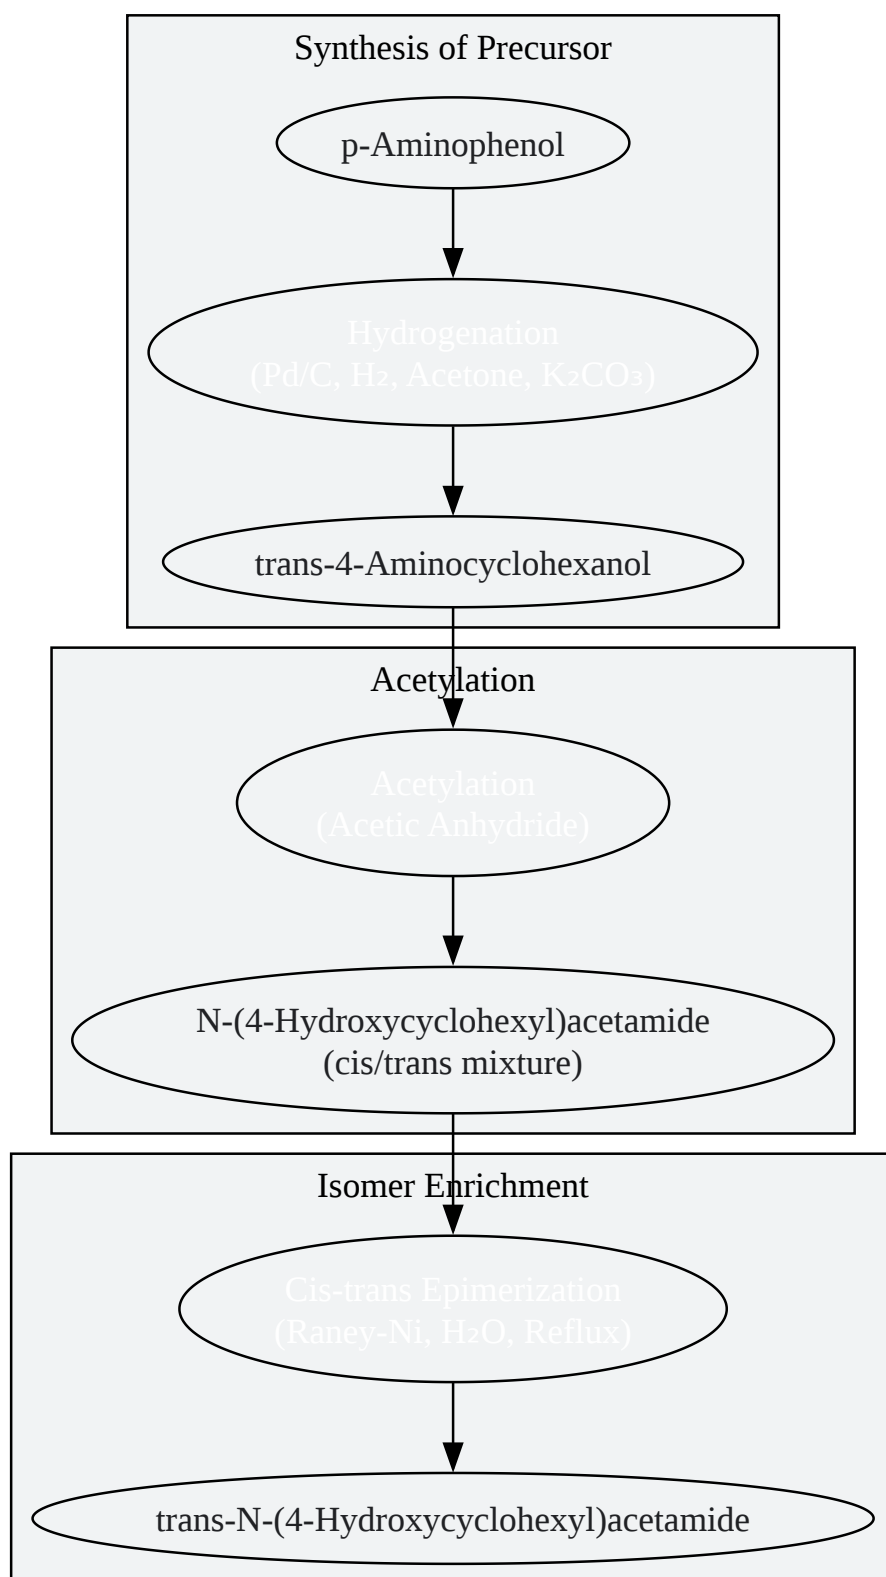 Synthesis of Precursor
p-Aminophenol
Hydrogenation
(Pd/C, H₂, Acetone, K₂CO₃)
trans-4-Aminocyclohexanol
Acetylation
Acetylation
(Acetic Anhydride)
N-(4-Hydroxycyclohexyl)acetamide
(cis/trans mixture)
Isomer Enrichment
Cis-trans Epimerization
(Raney-Ni, H₂O, Reflux)
trans-N-(4-Hydroxycyclohexyl)acetamide